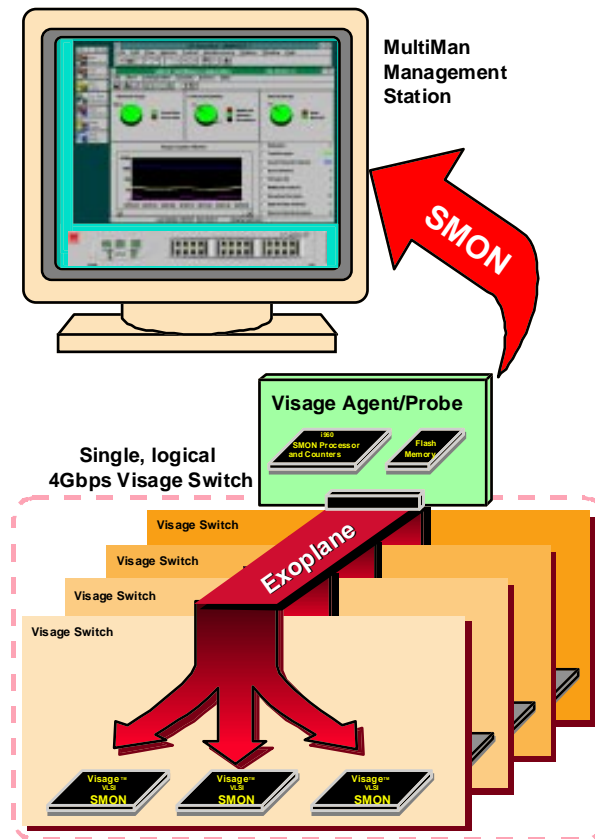 MultiMan
Management
Station
SMON
Visage Agent/Probe
i960
SMON Processor
and Counters
Flash
Memory
Single, logical
4Gbps Visage Switch
Exoplane
Visage Switch
Visage Switch
Visage Switch
Visage Switch
Visage™
VLSI
SMON
Visage™
VLSI
SMON
Visage™
VLSI
SMON